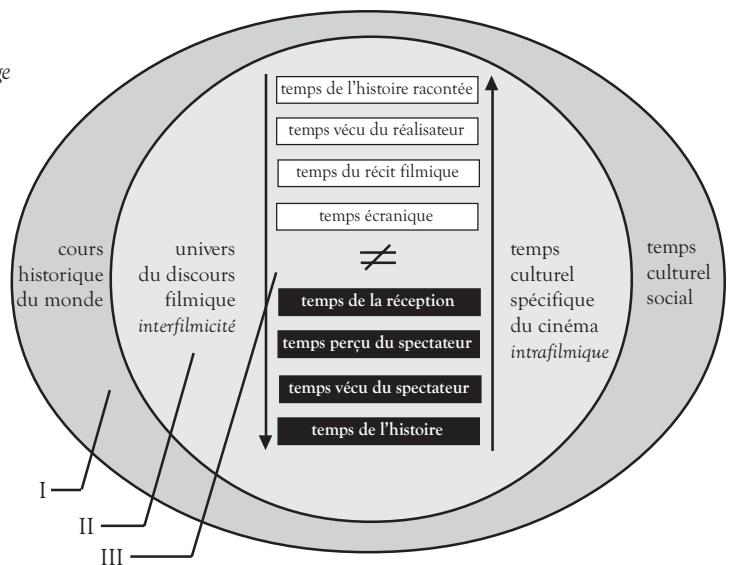 temps de l'histoire racontée
temps vécu du réalisateur
temps du récit filmique
temps écranique
≠
temps de la réception
temps perçu du spectateur
temps vécu du spectateur
temps de l'histoire
cours
historique
du monde
univers
du discours
filmique
interfilmicité
temps
culturel
spécifique
du cinéma
intrafilmique
temps
culturel
social
I
II
III